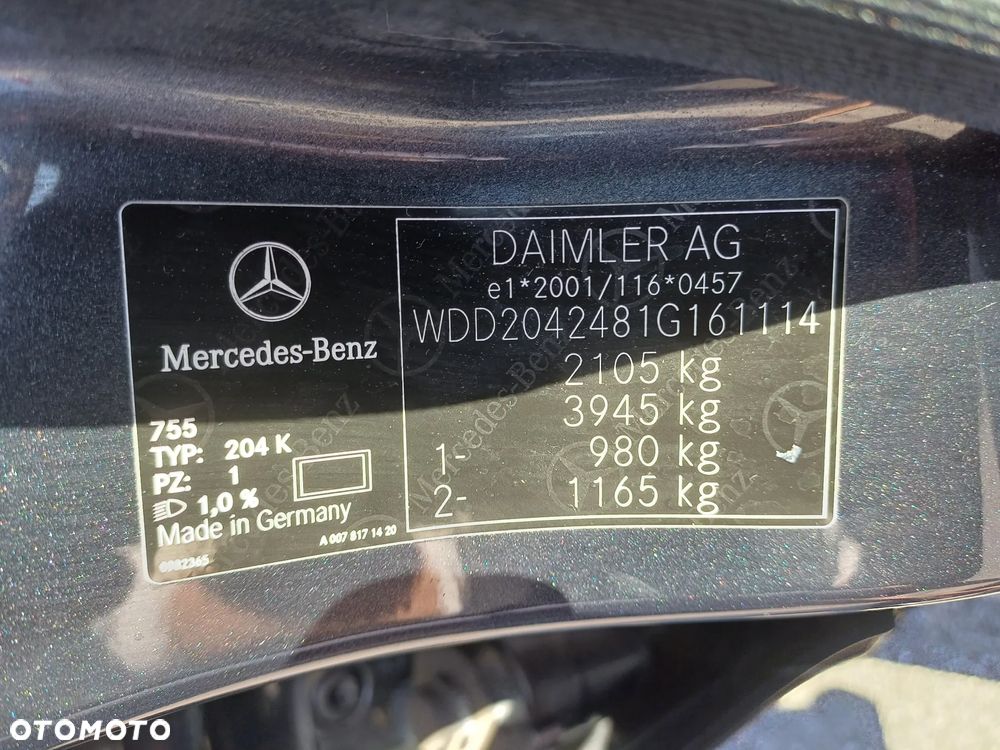 Mercedes-Benz
755
TYP: 204 K
PZ: 1
1,0 %
Made in Germany
A 007 817 14 20
DAIMLER AG
e1*2001/116*0457
WDD2042481G161114
2105 kg
3945 kg
1- 980 kg
2- 1165 kg
OTOMOTO